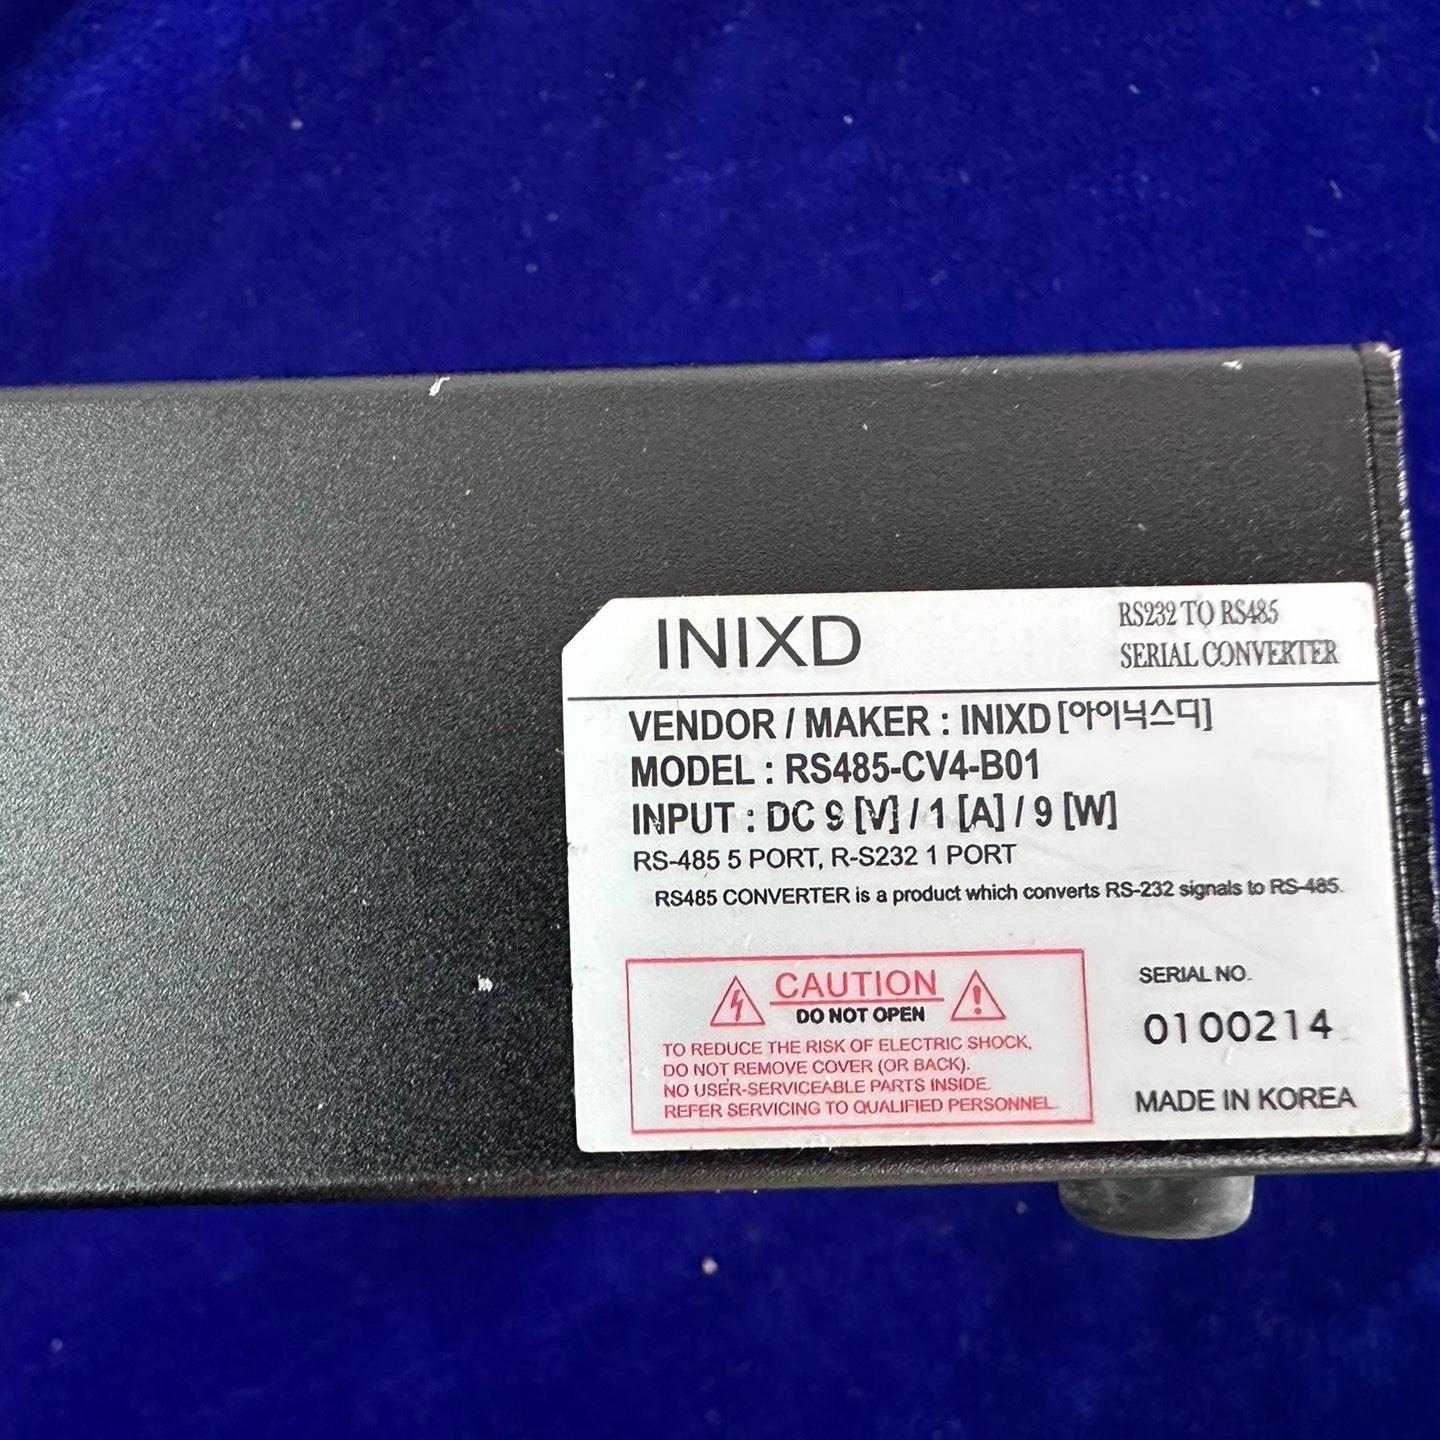 INIXD
RS232 TO RS485
SERIAL CONVERTER
VENDOR / MAKER : INIXD [아이닉스디]
MODEL : RS485-CV4-B01
INPUT : DC 9 [V] / 1 [A] / 9 [W]
RS-485 5 PORT, R-S232 1 PORT
RS485 CONVERTER is a product which converts RS-232 signals to RS-485.
CAUTION
DO NOT OPEN
TO REDUCE THE RISK OF ELECTRIC SHOCK,
DO NOT REMOVE COVER (OR BACK).
NO USER-SERVICEABLE PARTS INSIDE.
REFER SERVICING TO QUALIFIED PERSONNEL.
SERIAL NO.
0100214
MADE IN KOREA